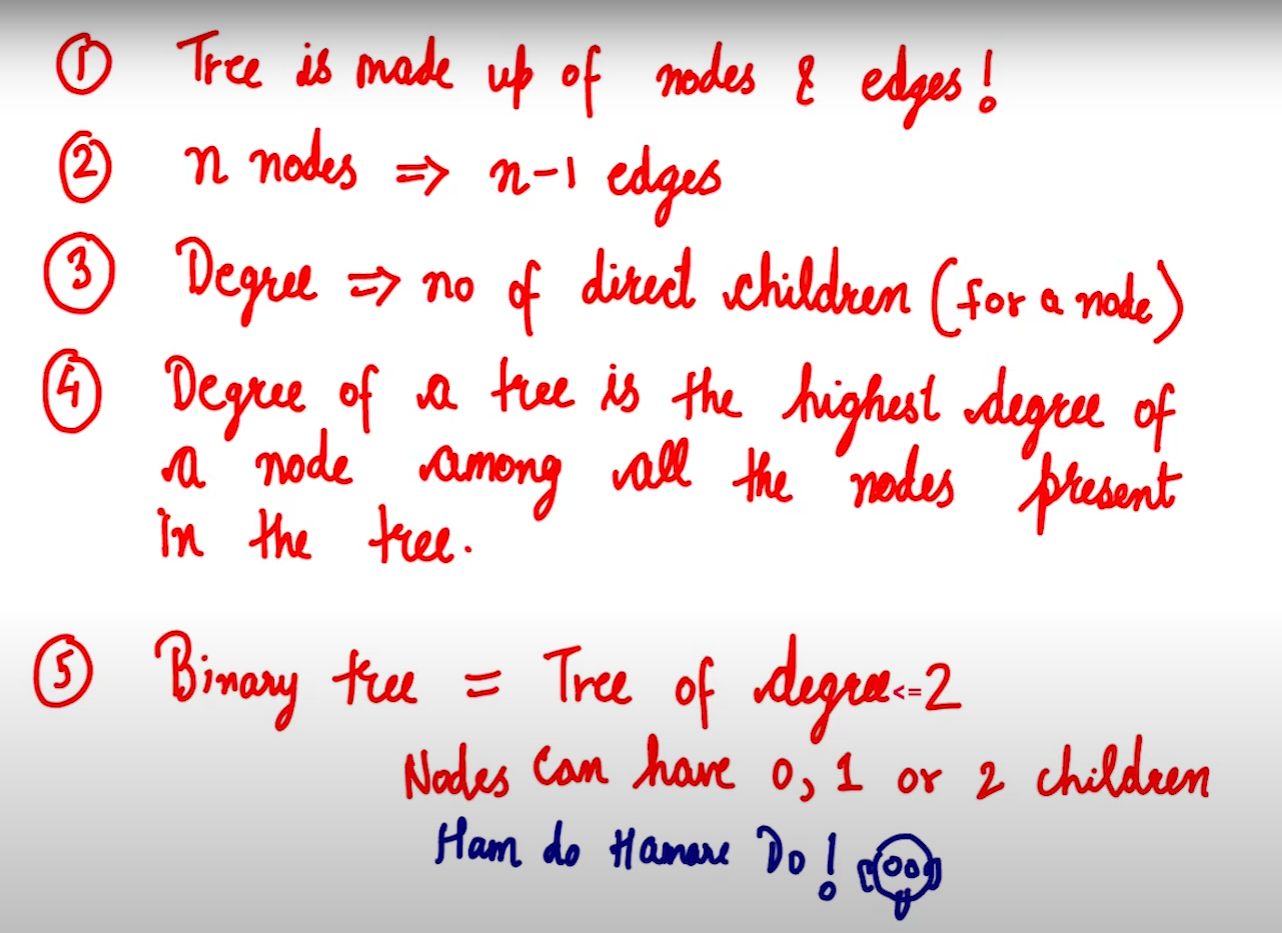 ① Tree is made up of nodes & edges!
② n nodes => n-1 edges
③ Degree => no of direct children (for a node)
④ Degree of a tree is the highest degree of
a node among all the nodes present
in the tree.
⑤ Binary tree = Tree of degree<=2
Nodes can have 0, 1 or 2 children
Ham do Hamare Do!